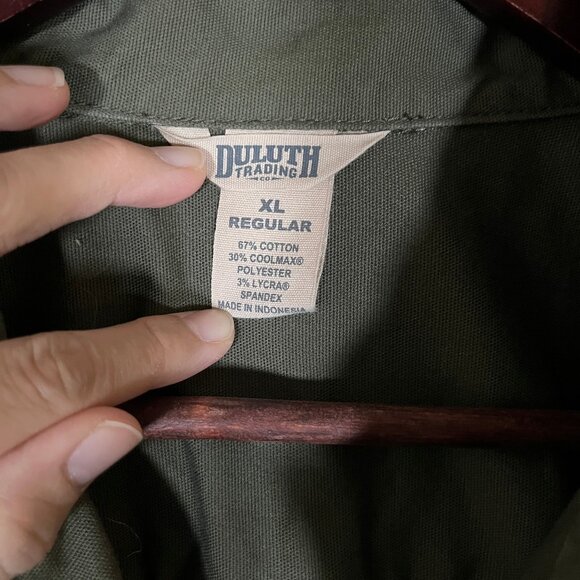 DULUTH
TRADING
CO
XL
REGULAR
67% COTTON
30% COOLMAX®
POLYESTER
3% LYCRA®
SPANDEX
MADE IN INDONESIA